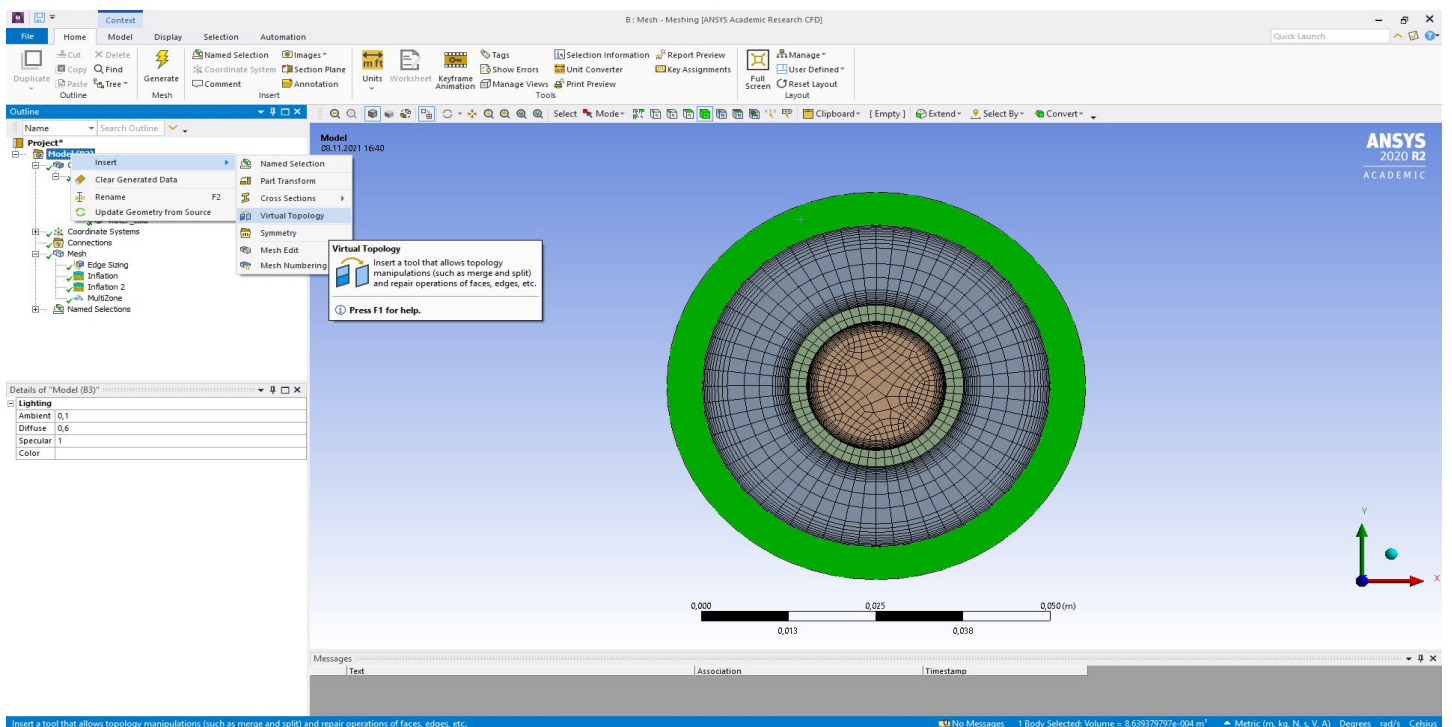 Context
B : Mesh - Meshing [ANSYS Academic Research CFD]
File Home Model Display Selection Automation
Quick Launch
Duplicate
Cut
Copy
Paste
Delete
Find
Tree
Outline
Generate
Mesh
Named Selection
Coordinate System
Comment
Images
Section Plane
Annotation
Insert
Units
Worksheet
Keyframe
Animation
Tags
Show Errors
Manage Views
Selection Information
Unit Converter
Print Preview
Report Preview
Key Assignments
Tools
Full
Screen
Manage
User Defined
Reset Layout
Layout
Outline
Name Search Outline
Project*
Insert
Clear Generated Data
Rename F2
Update Geometry from Source
Coordinate Systems
Connections
Mesh
Edge Sizing
Inflation
Inflation 2
MultiZone
Named Selections
Named Selection
Part Transform
Cross Sections
Virtual Topology
Symmetry
Mesh Edit
Mesh Numbering
Virtual Topology
Insert a tool that allows topology
manipulations (such as merge and split)
and repair operations of faces, edges, etc.
Press F1 for help.
Select Mode Clipboard [ Empty ] Extend Select By Convert
Model
08.11.2021 16:40
ANSYS
2020 R2
ACADEMIC
Details of "Model (B3)"
Lighting
Ambient 0,1
Diffuse 0,6
Specular 1
Color
Y
X
0,000 0,025 0,050 (m)
0,013 0,038
Messages
Text Association Timestamp
Insert a tool that allows topology manipulations (such as merge and split) and repair operations of faces, edges, etc.
No Messages 1 Body Selected: Volume = 8,639379797e-004 m³ Metric (m, kg, N, s, V, A) Degrees rad/s Celsius